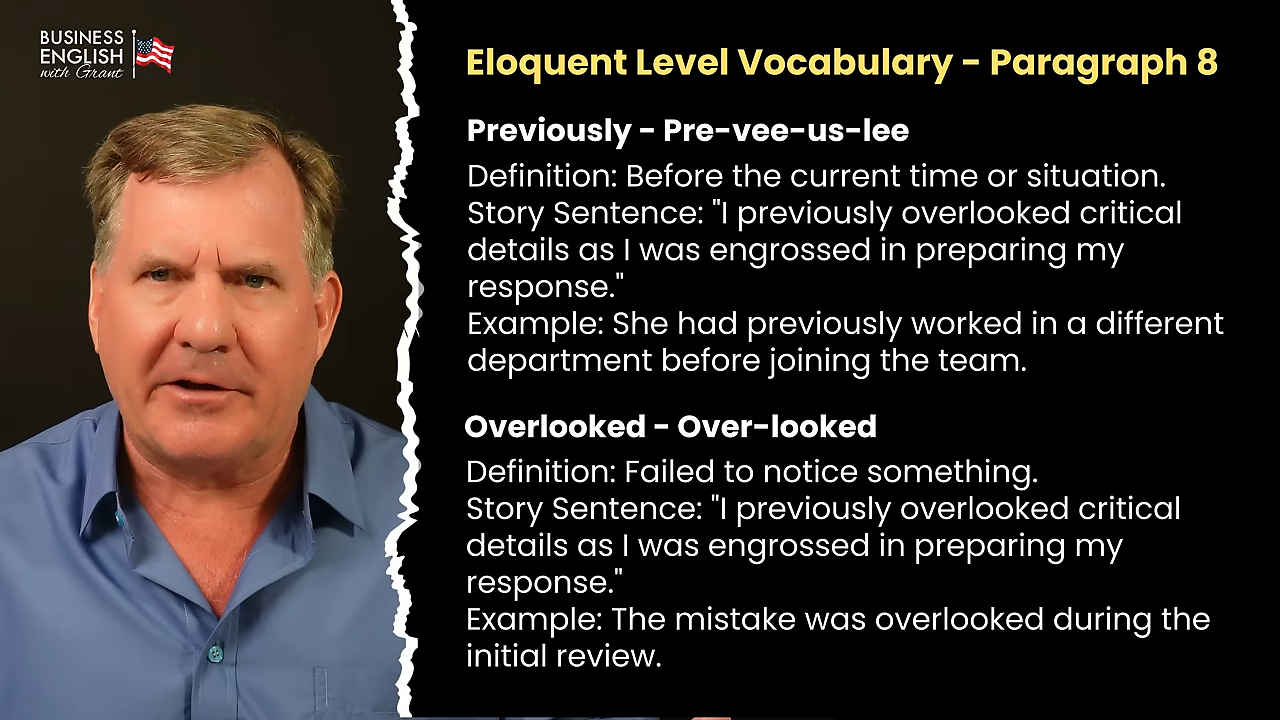 BUSINESS
ENGLISH
with Grant
Eloquent Level Vocabulary - Paragraph 8
Previously - Pre-vee-us-lee
Definition: Before the current time or situation.
Story Sentence: "I previously overlooked critical
details as I was engrossed in preparing my
response."
Example: She had previously worked in a different
department before joining the team.
Overlooked - Over-looked
Definition: Failed to notice something.
Story Sentence: "I previously overlooked critical
details as I was engrossed in preparing my
response."
Example: The mistake was overlooked during the
initial review.